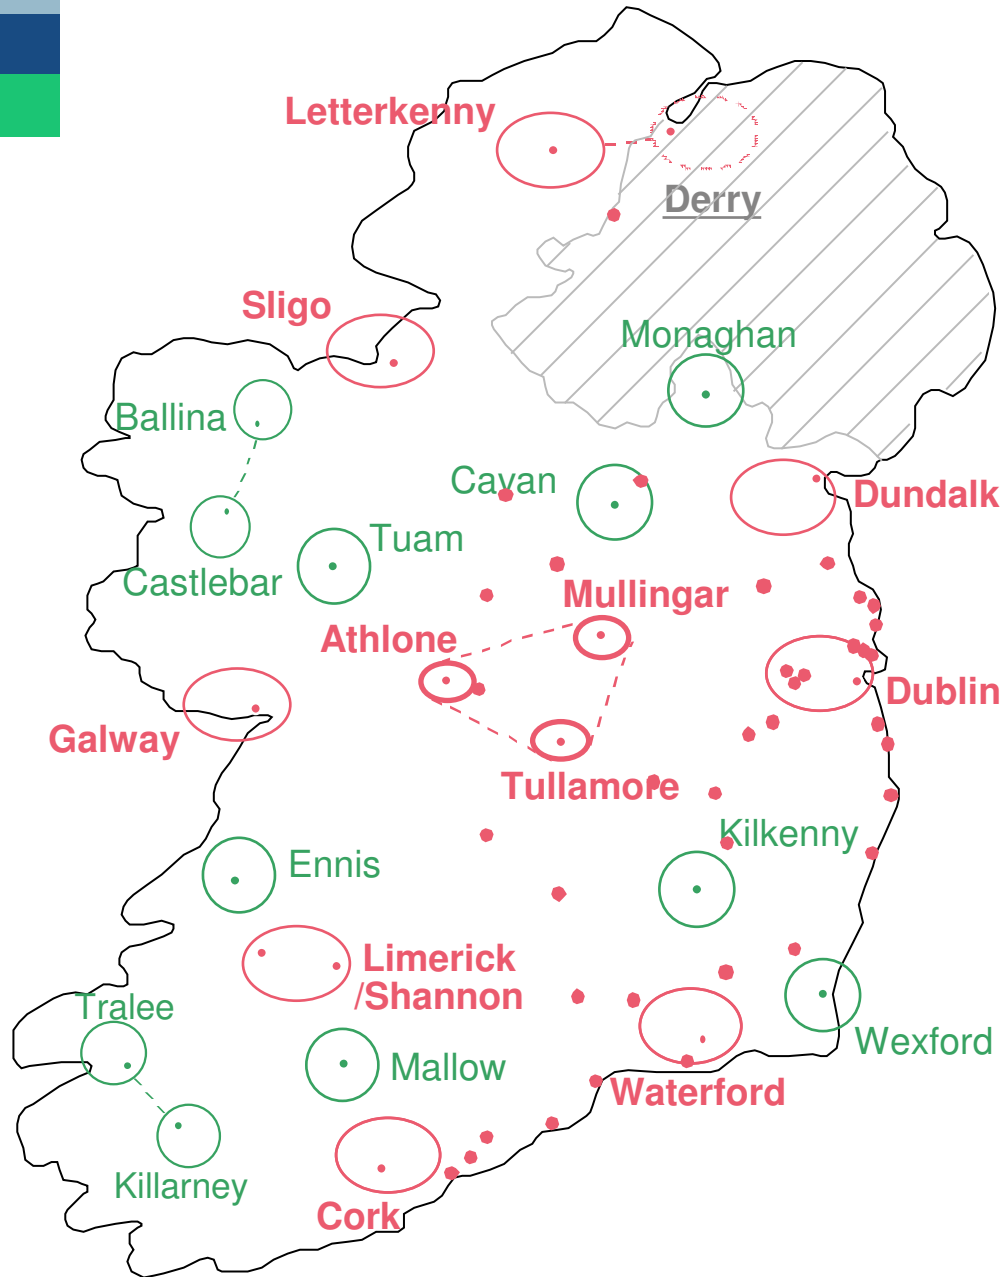 Letterkenny
Derry
Sligo
Monaghan
Ballina
Cavan
Dundalk
Tuam
Castlebar
Mullingar
Athlone
Dublin
Galway
Tullamore
Kilkenny
Ennis
Limerick
/Shannon
Tralee
Wexford
Mallow
Waterford
Killarney
Cork